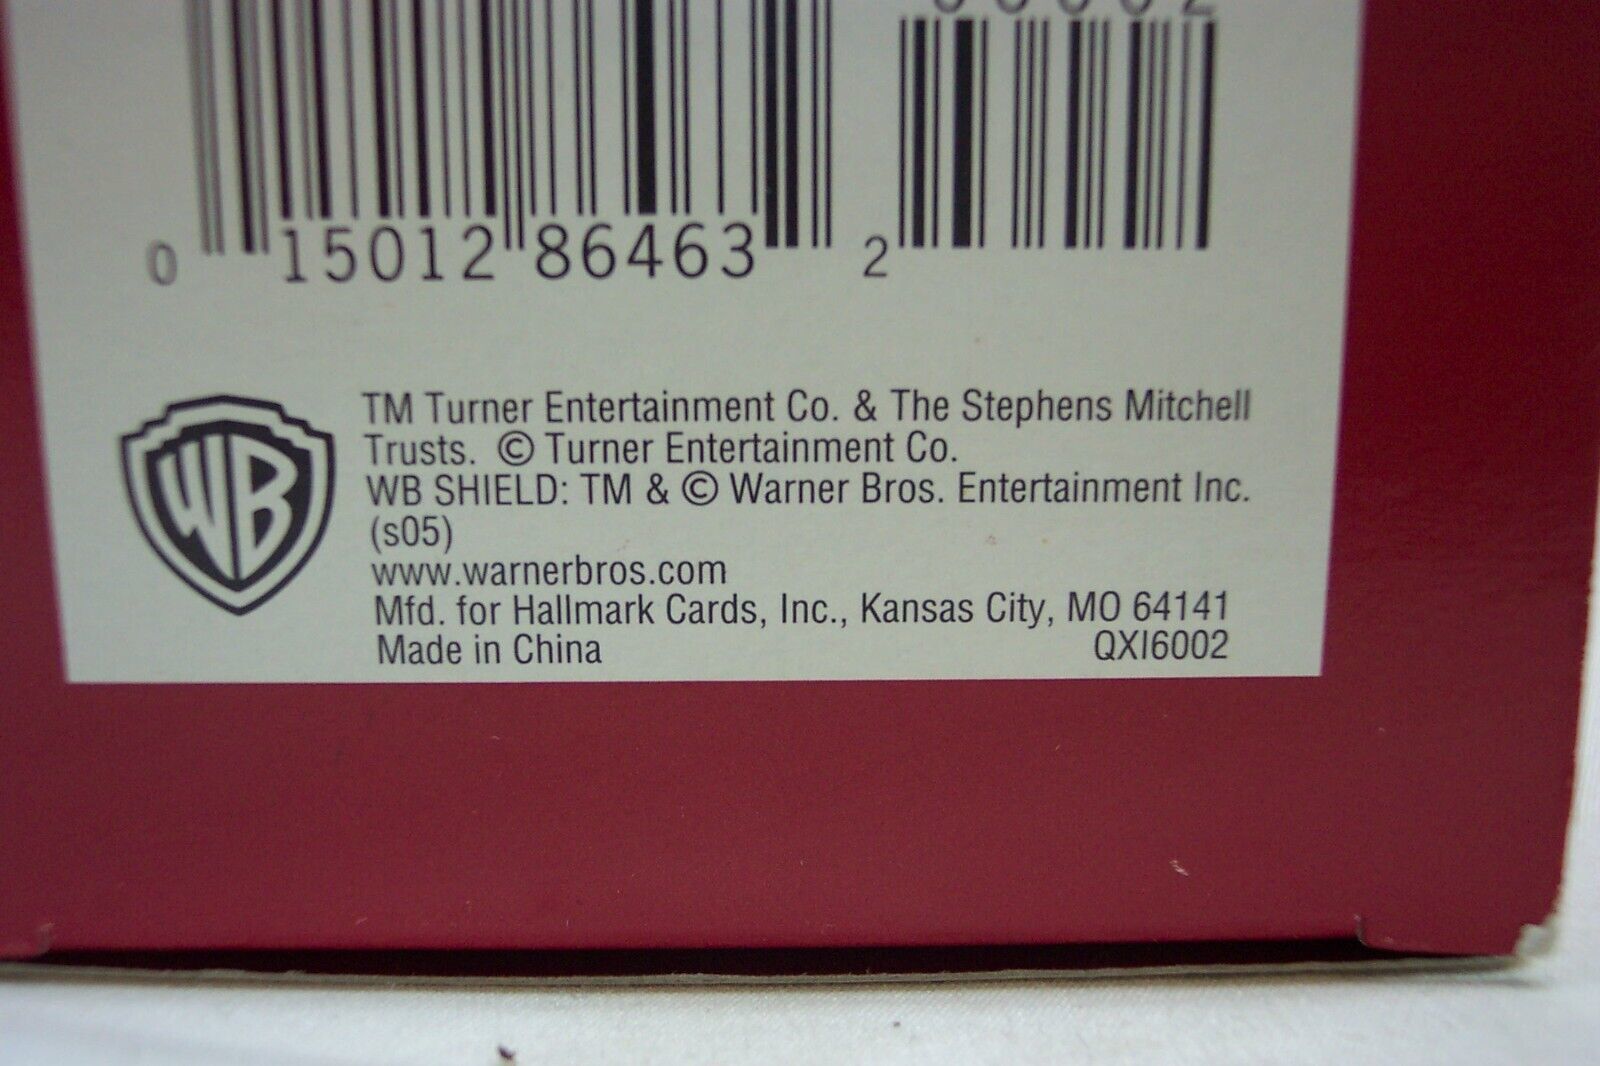 0 15012 86463 2
WB
TM Turner Entertainment Co. & The Stephens Mitchell
Trusts. © Turner Entertainment Co.
WB SHIELD: TM & © Warner Bros. Entertainment Inc.
(s05)
www.warnerbros.com
Mfd. for Hallmark Cards, Inc., Kansas City, MO 64141
Made in China QXI6002